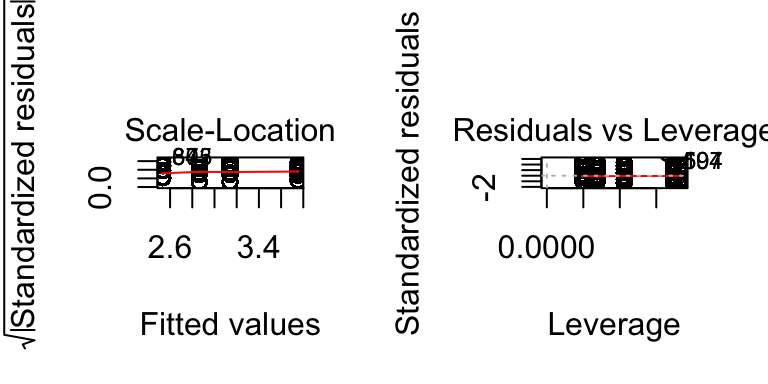 √|Standardized residuals|
Scale-Location
0.0
2.6 3.4
Fitted values
Standardized residuals
Residuals vs Leverage
-2
0.0000
Leverage